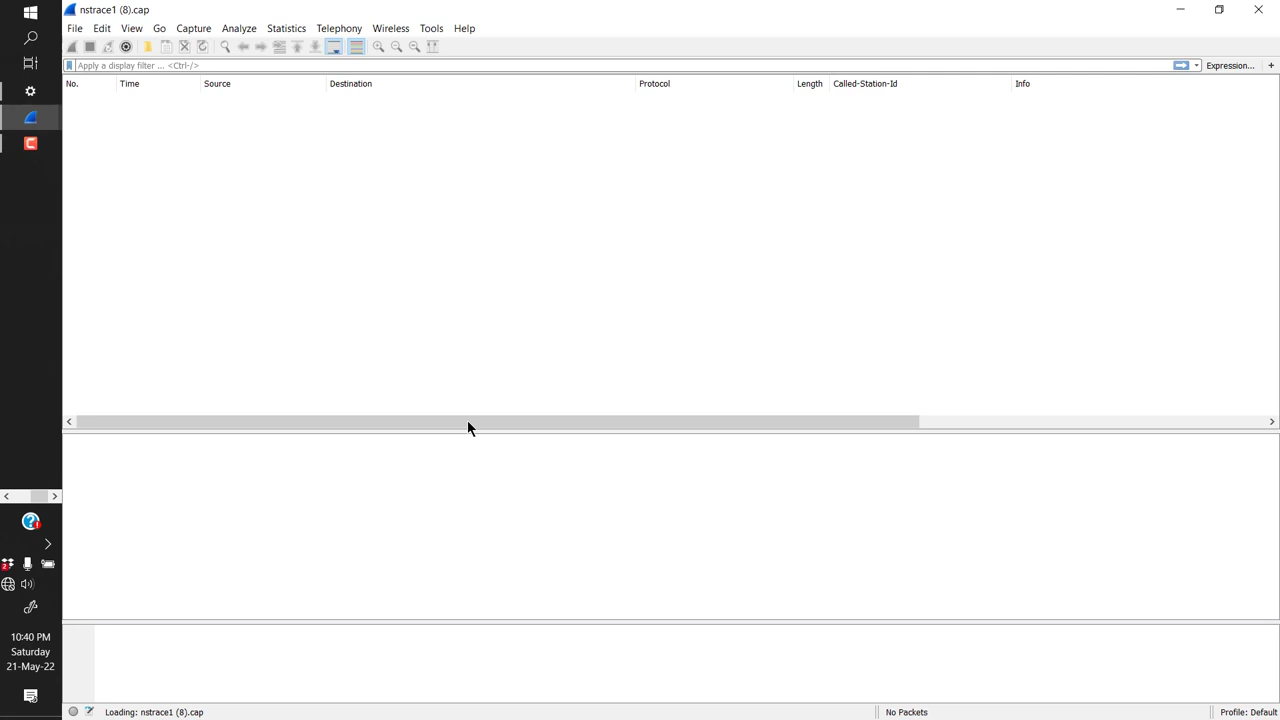 nstrace1 (8).cap
File Edit View Go Capture Analyze Statistics Telephony Wireless Tools Help
Apply a display filter ... <Ctrl-/>
Expression... +
No. Time Source Destination Protocol Length Called-Station-Id Info
2
10:40 PM
Saturday
21-May-22
Loading: nstrace1 (8).cap No Packets Profile: Default